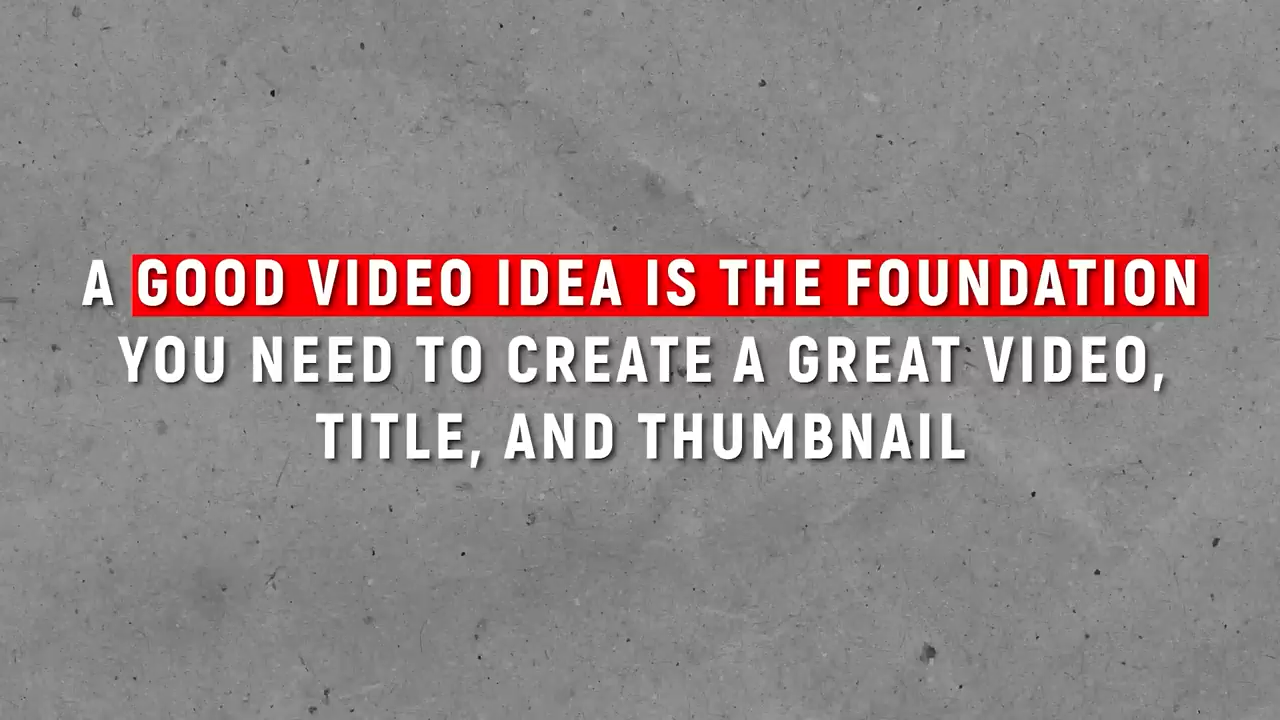 A GOOD VIDEO IDEA IS THE FOUNDATION
YOU NEED TO CREATE A GREAT VIDEO,
TITLE, AND THUMBNAIL